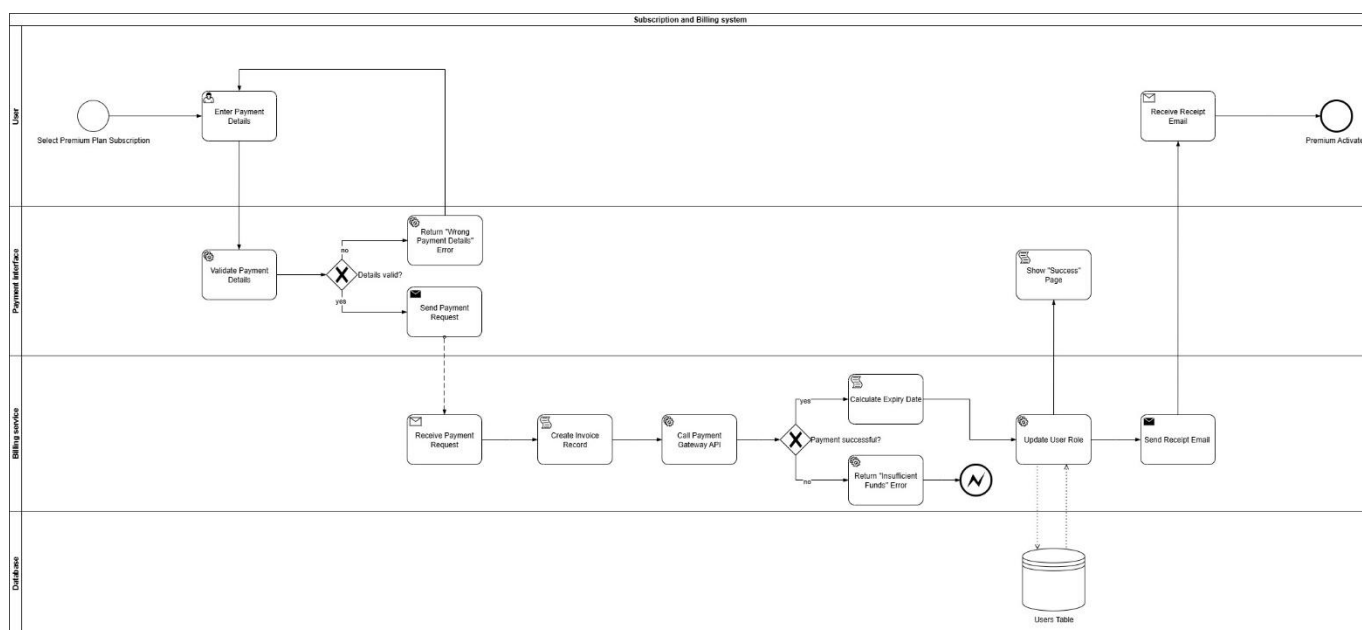 Subscription and Billing system
User
Select Premium Plan Subscription
Enter Payment
Details
Receive Receipt
Email
Premium Activate
Payment interface
Validate Payment
Details
Details valid?
no
yes
Return "Wrong
Payment Details"
Error
Send Payment
Request
Show "Success"
Page
Billing service
Receive Payment
Request
Create Invoice
Record
Call Payment
Gateway API
Payment successful?
yes
no
Calculate Expiry Date
Return "Insufficient
Funds" Error
Update User Role
Send Receipt Email
Database
Users Table